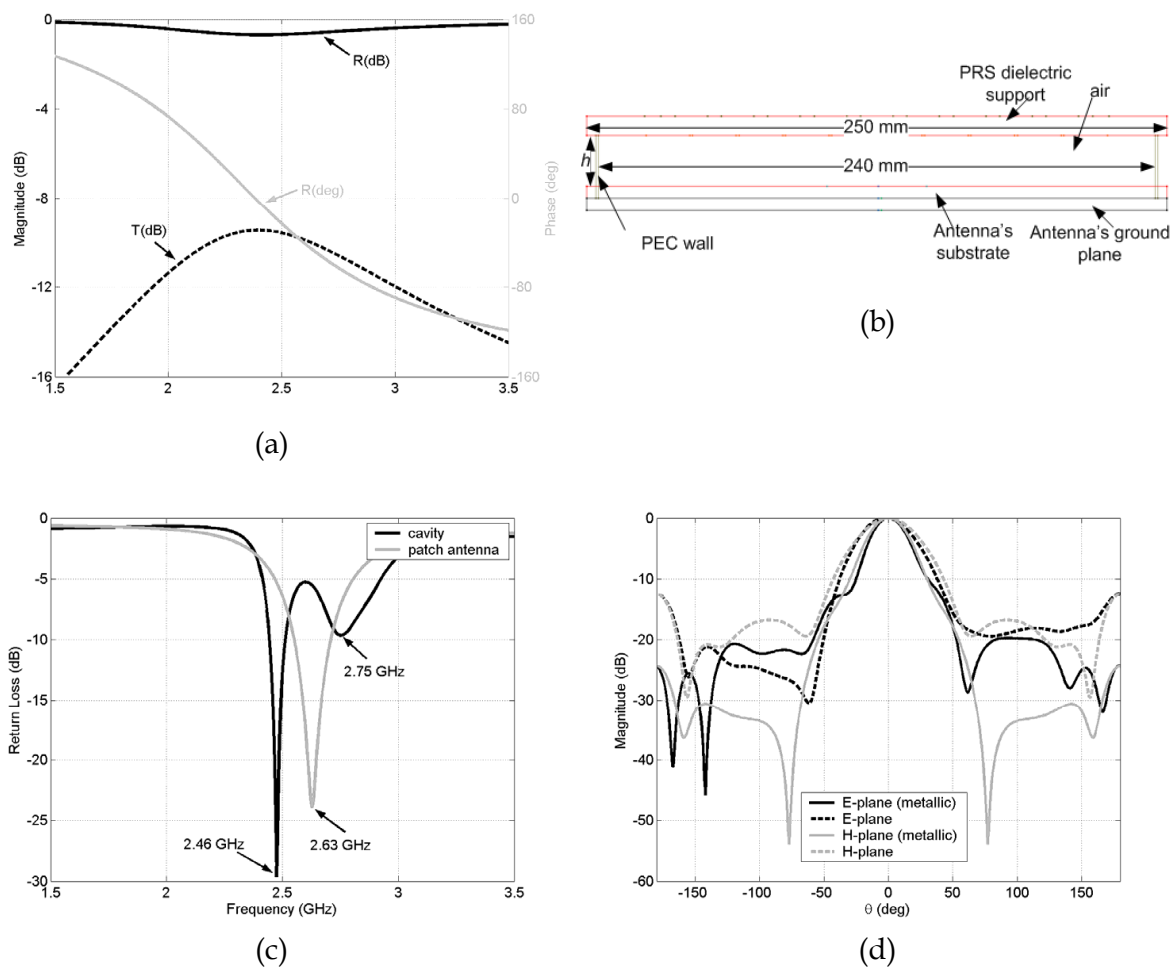 0
-4
-8
-12
-16
Magnitude (dB)
1.5
2
2.5
3
3.5
160
80
0
-80
-160
Phase (deg)
R(dB)
R(deg)
T(dB)
(a)
PRS dielectric
support
air
250 mm
h
240 mm
PEC wall
Antenna's
substrate
Antenna's ground
plane
(b)
0
-5
-10
-15
-20
-25
-30
Return Loss (dB)
1.5
2
2.5
3
3.5
Frequency (GHz)
cavity
patch antenna
2.75 GHz
2.46 GHz
2.63 GHz
(c)
0
-10
-20
-30
-40
-50
-60
Magnitude (dB)
-150
-100
-50
0
50
100
150
θ (deg)
E-plane (metallic)
E-plane
H-plane (metallic)
H-plane
(d)